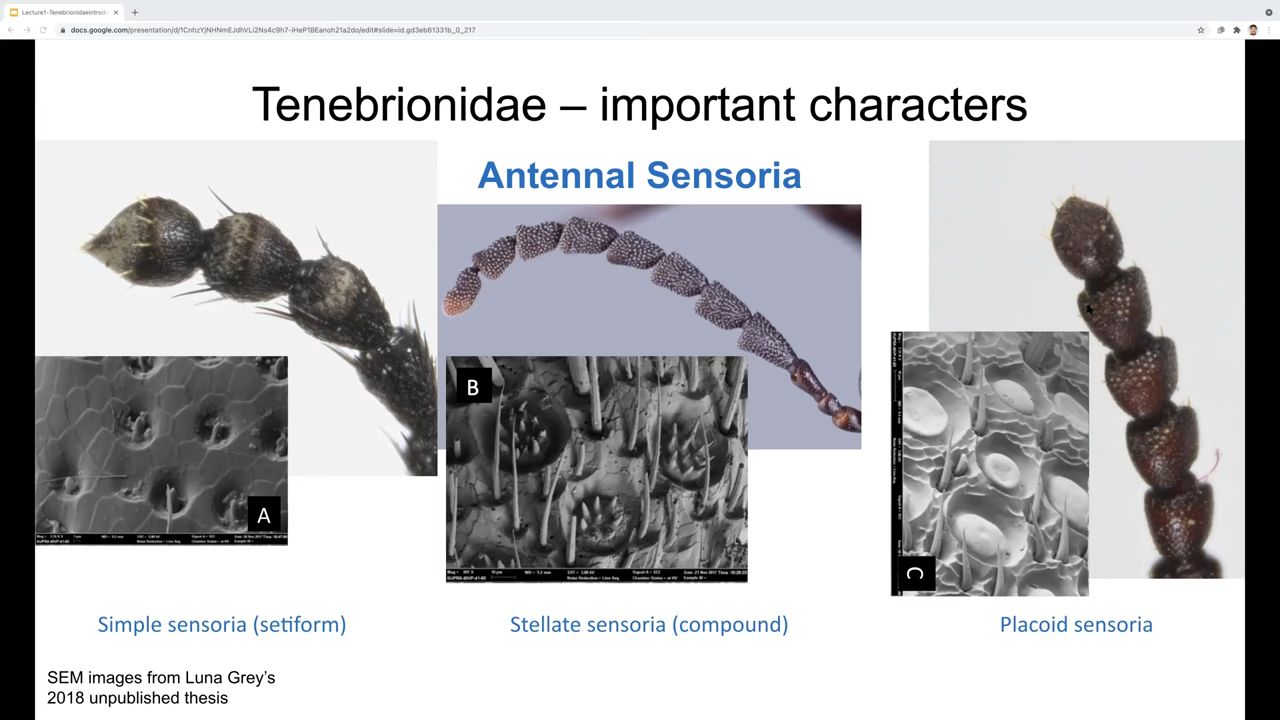 Lecture1-Tenebrionidaeintrod
docs.google.com/presentation/d/1CnhzYjNHNmEJdhVLi2Ns4c9h7-iHeP1BEanoh21a2do/edit#slide=id.gd3eb61331b_0_217
Tenebrionidae – important characters
Antennal Sensoria
A
B
C
Simple sensoria (setiform)
Stellate sensoria (compound)
Placoid sensoria
SEM images from Luna Grey's
2018 unpublished thesis